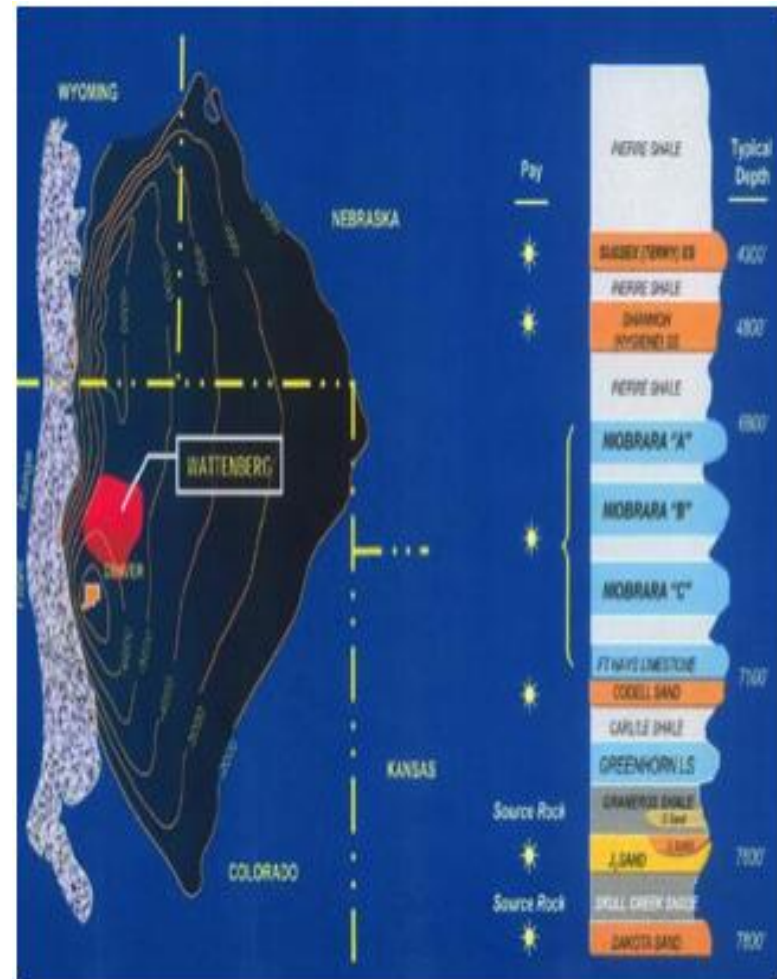 WYOMING
NEBRASKA
WATTENBERG
DENVER
KANSAS
COLORADO
Pay
Typical
Depth
PIERRE SHALE
SUSSEX (TERRY) SS
PIERRE SHALE
SHANNON
(HYGIENE) SS
4800'
PIERRE SHALE
NIOBRARA "A"
NIOBRARA "B"
NIOBRARA "C"
FT HAYS LIMESTONE
7100'
CODELL SAND
CARLILE SHALE
GREENHORN LS
Source Rock
GRANEROS SHALE
J SAND
7600'
Source Rock
SKULL CREEK SHALE
DAKOTA SAND
7800'